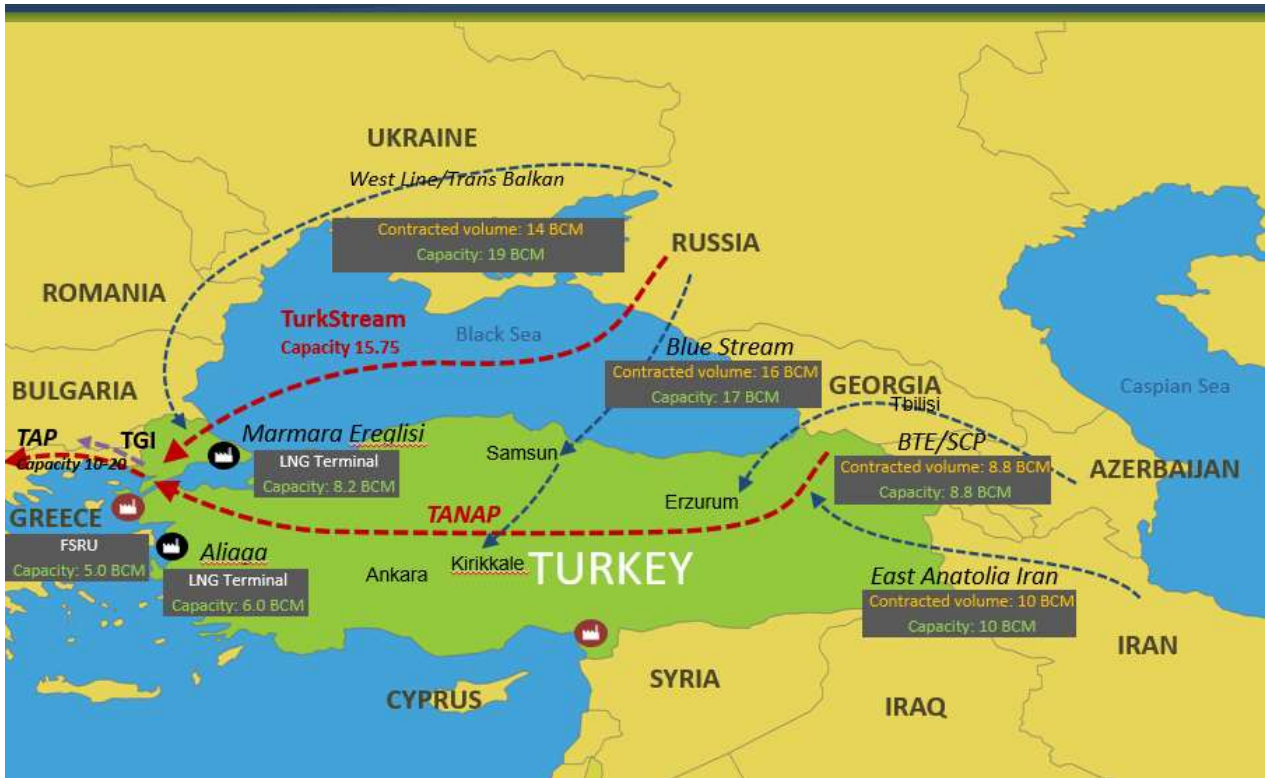 UKRAINE
West Line/Trans Balkan
Contracted volume: 14 BCM
Capacity: 19 BCM
RUSSIA
ROMANIA
TurkStream
Capacity 15.75
Black Sea
Blue Stream
Contracted volume: 16 BCM
Capacity: 17 BCM
GEORGIA
Tbilisi
Caspian Sea
BULGARIA
TAP
Capacity 10-20
TGI
Marmara Ereglisi
LNG Terminal
Capacity: 8.2 BCM
Samsun
Erzurum
BTE/SCP
Contracted volume: 8.8 BCM
Capacity: 8.8 BCM
AZERBAIJAN
GREECE
FSRU
Capacity: 5.0 BCM
TANAP
Aliaga
LNG Terminal
Capacity: 6.0 BCM
Ankara
Kirikkale
TURKEY
East Anatolia Iran
Contracted volume: 10 BCM
Capacity: 10 BCM
IRAN
CYPRUS
SYRIA
IRAQ